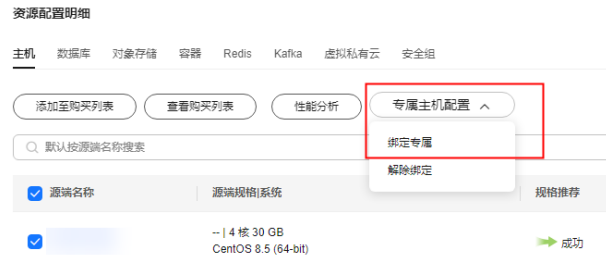 资源配置明细
主机 数据库 对象存储 容器 Redis Kafka 虚拟私有云 安全组
添加至购买列表 查看购买列表 性能分析 专属主机配置
默认按源端名称搜索
绑定专属
解除绑定
源端名称 源端规格|系统 规格推荐
-- | 4 核 30 GB
CentOS 8.5 (64-bit)
成功